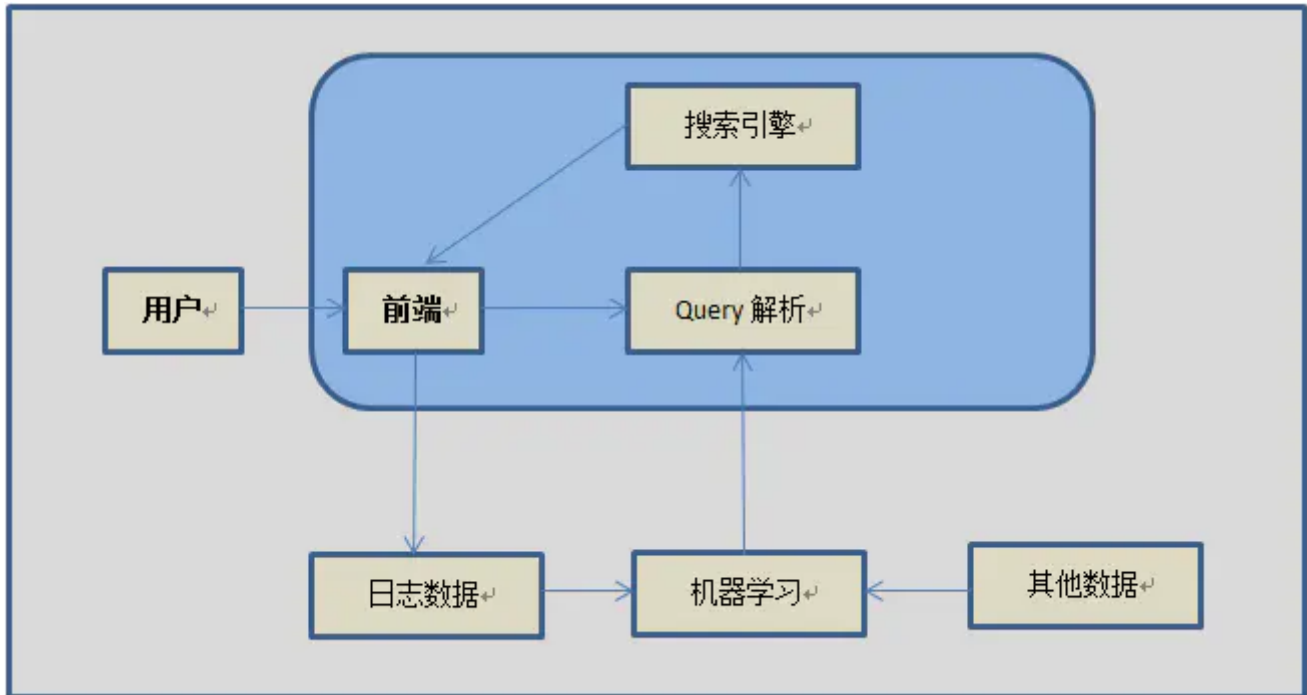 搜索引擎
用户
前端
Query 解析
日志数据
机器学习
其他数据